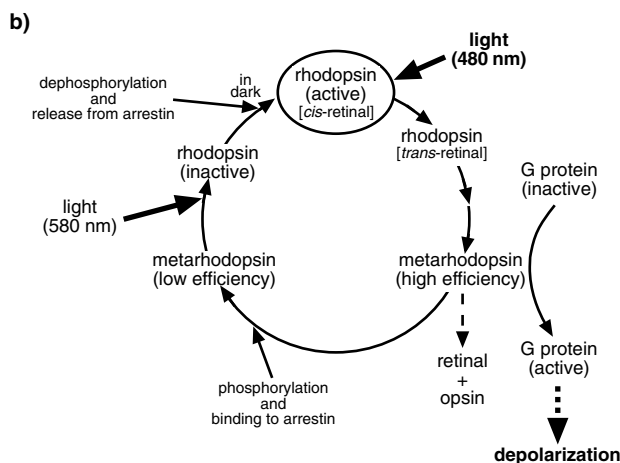 b)
light
(480 nm)
rhodopsin
(active)
[cis-retinal]
in
dark
dephosphorylation
and
release from arrestin
rhodopsin
[trans-retinal]
rhodopsin
(inactive)
G protein
(inactive)
light
(580 nm)
metarhodopsin
(low efficiency)
metarhodopsin
(high efficiency)
G protein
(active)
retinal
+
opsin
phosphorylation
and
binding to arrestin
depolarization